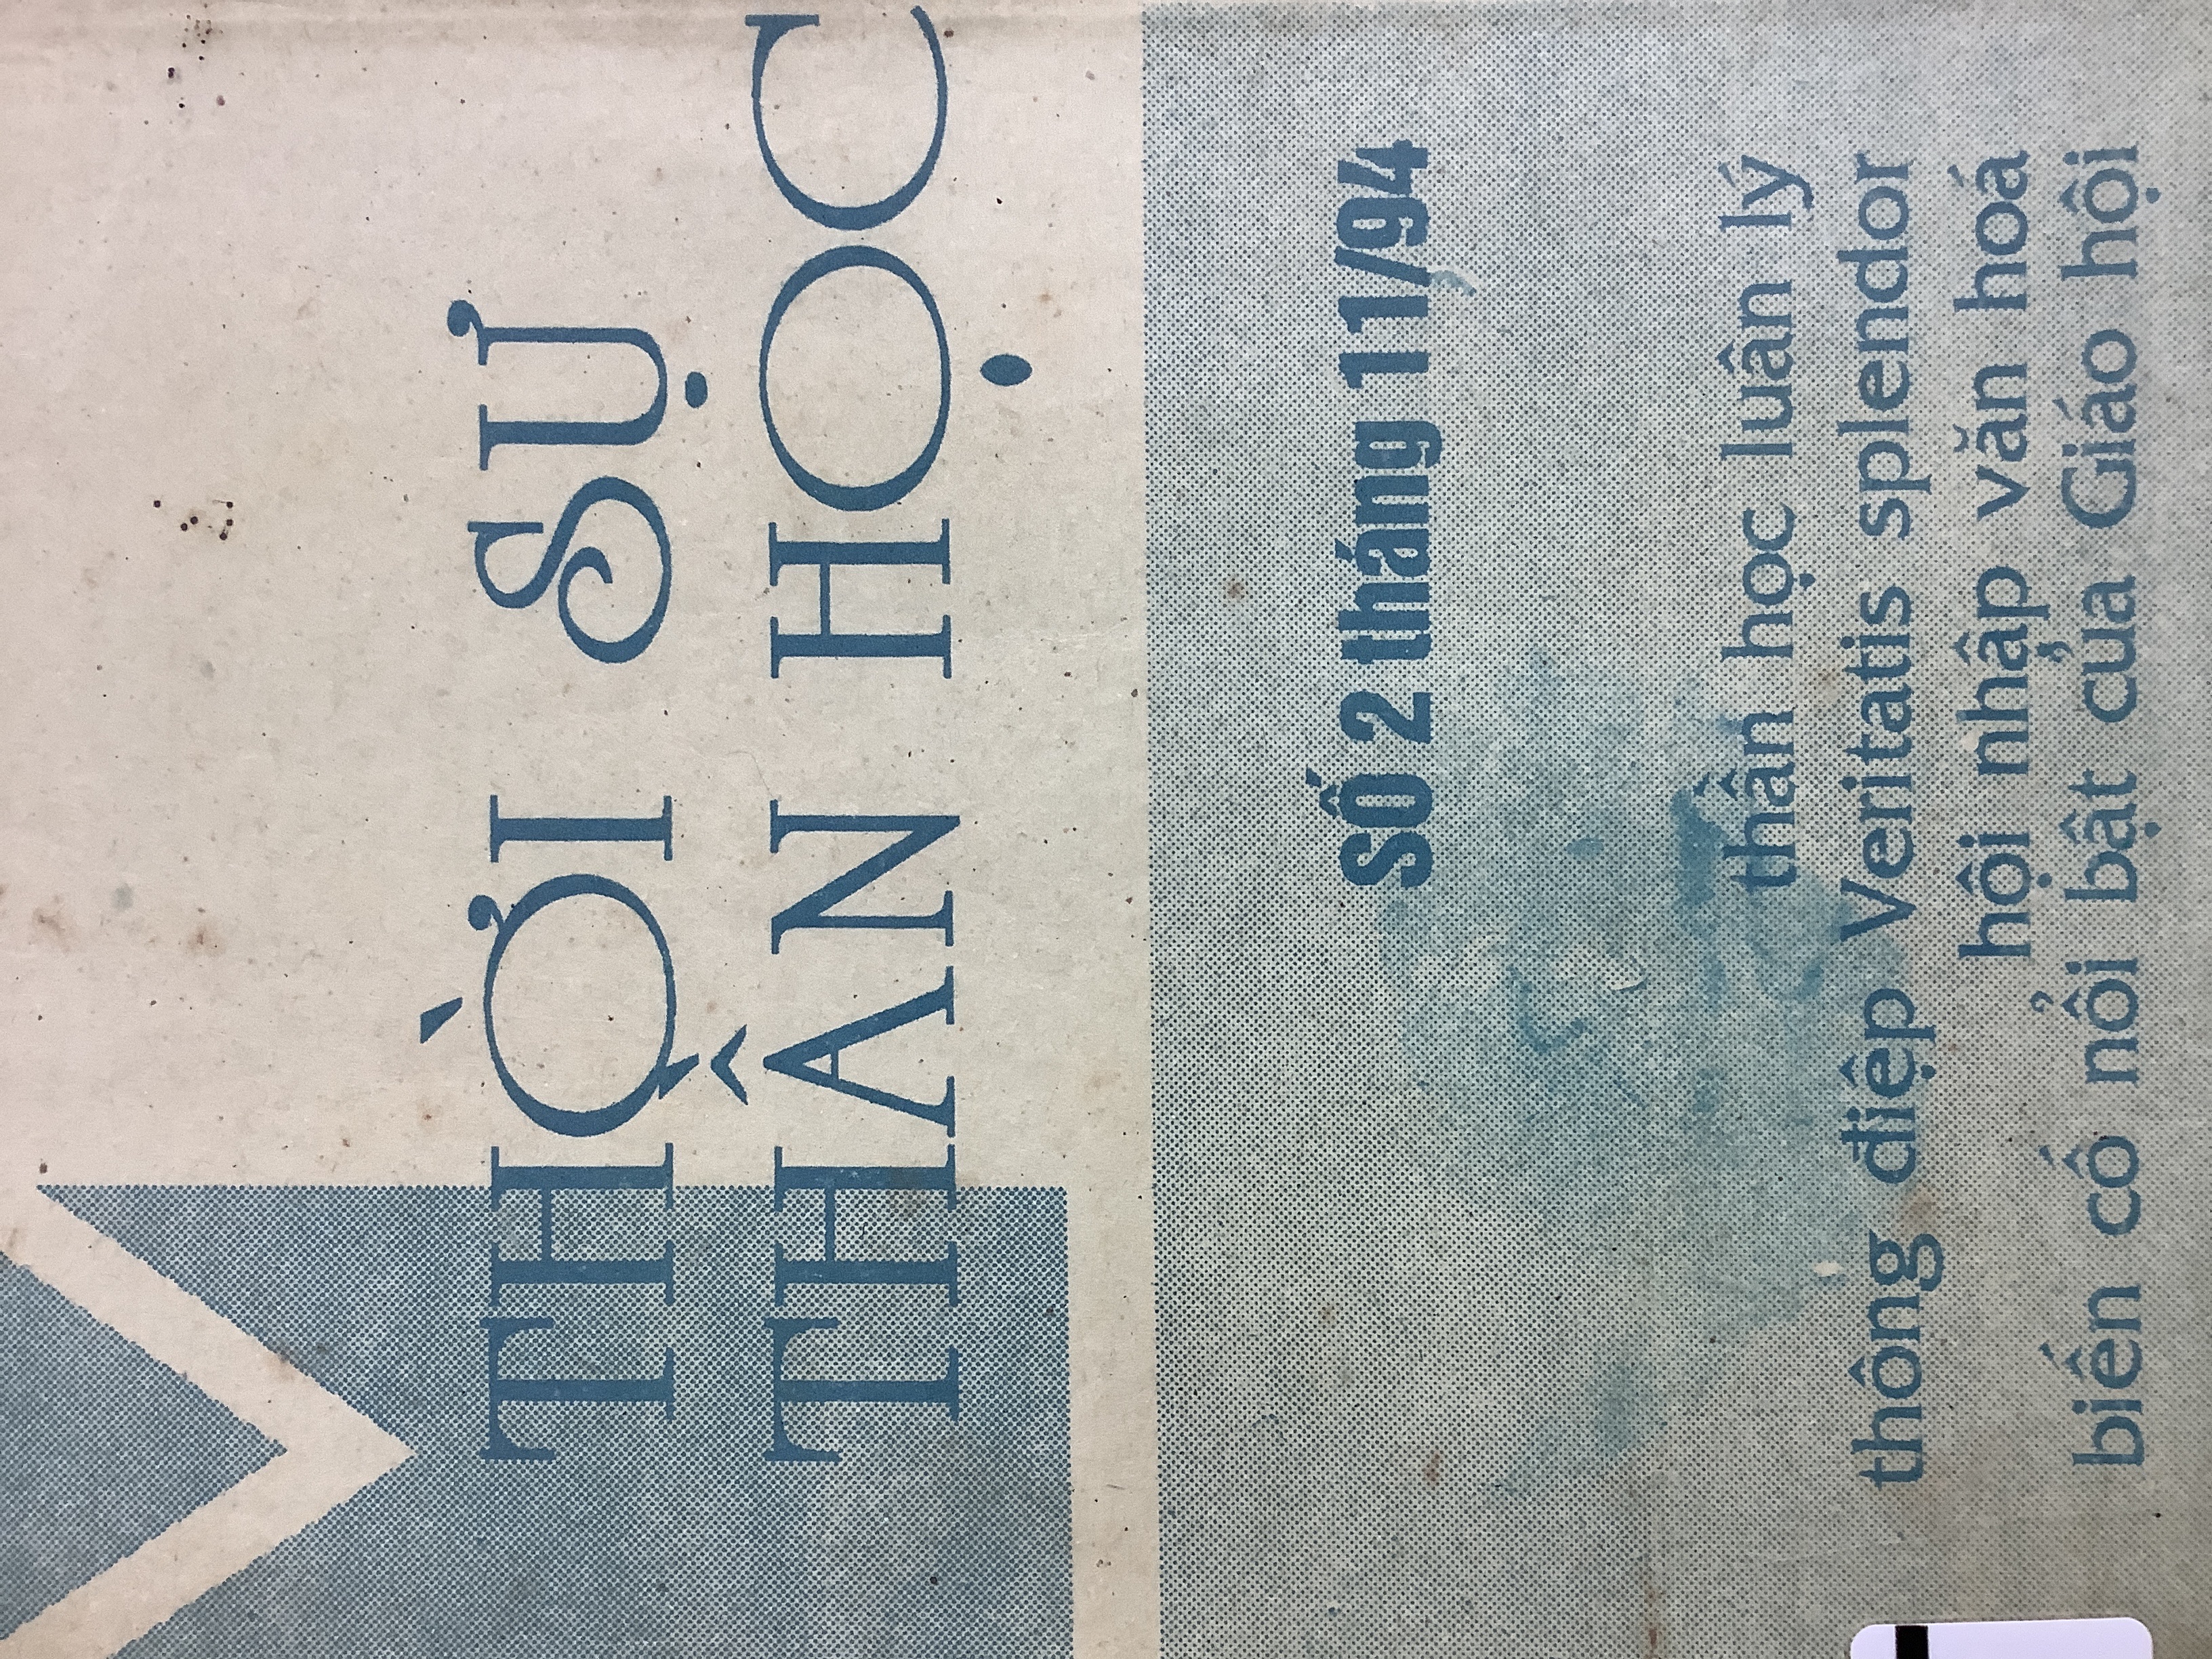 THỜI SỰ
THẦN HỌC
SỐ 2 tháng 11/94
thần học luân lý
thông điệp Veritatis splendor
hội nhập văn hoá
biến cố nổi bật của Giáo hội